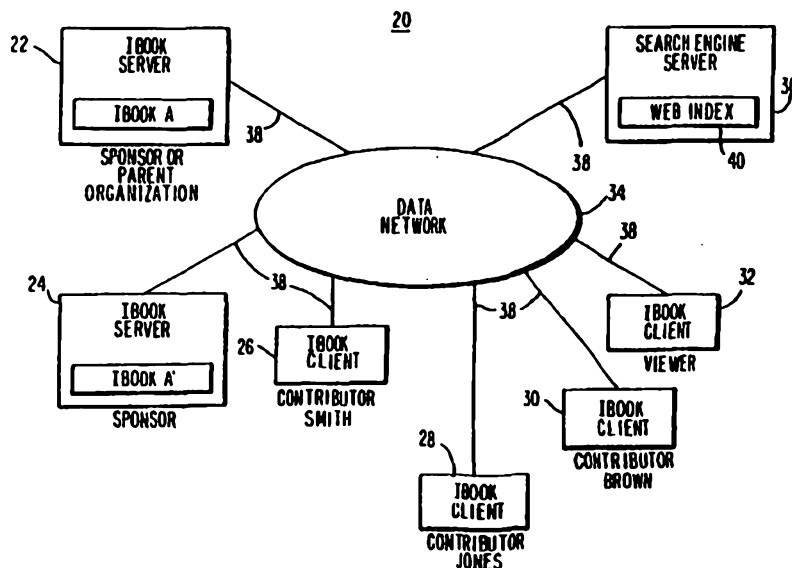 20
22
IBOOK
SERVER
IBOOK A
SPONSOR OR
PARENT
ORGANIZATION
38
SEARCH ENGINE
SERVER
WEB INDEX
40
38
DATA
NETWORK
34
24
IBOOK
SERVER
IBOOK A'
SPONSOR
38
26
IBOOK
CLIENT
CONTRIBUTOR
SMITH
38
28
IBOOK
CLIENT
CONTRIBUTOR
JONES
30
IBOOK
CLIENT
CONTRIBUTOR
BROWN
38
32
IBOOK
CLIENT
VIEWER